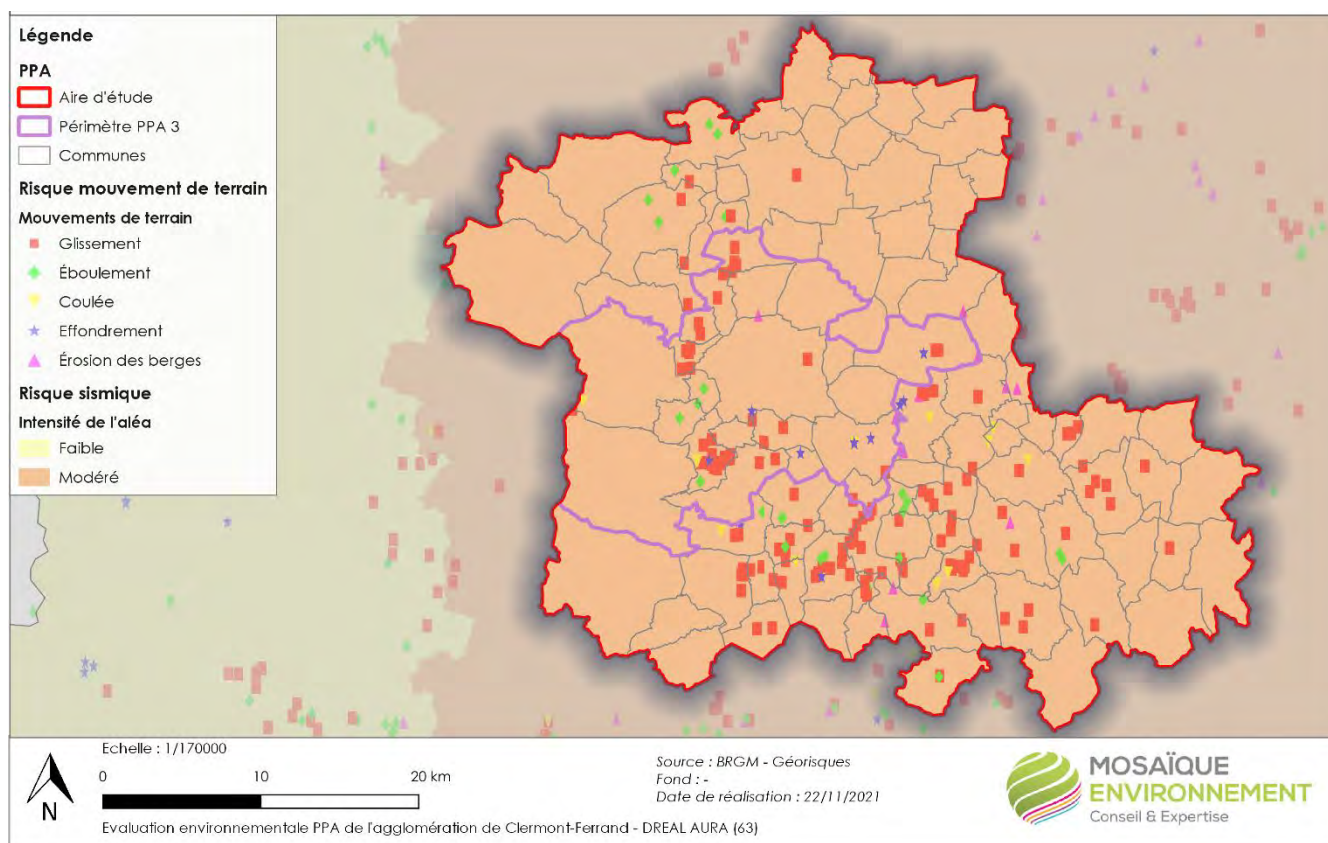 Légende
PPA
Aire d'étude
Périmètre PPA 3
Communes
Risque mouvement de terrain
Mouvements de terrain
Glissement
Éboulement
Coulée
Effondrement
Érosion des berges
Risque sismique
Intensité de l'aléa
Faible
Modéré
N
Echelle : 1/170000
0 10 20 km
Evaluation environnementale PPA de l'agglomération de Clermont-Ferrand - DREAL AURA (63)
Source : BRGM - Géorisques
Fond : -
Date de réalisation : 22/11/2021
MOSAÏQUE
ENVIRONNEMENT
Conseil & Expertise